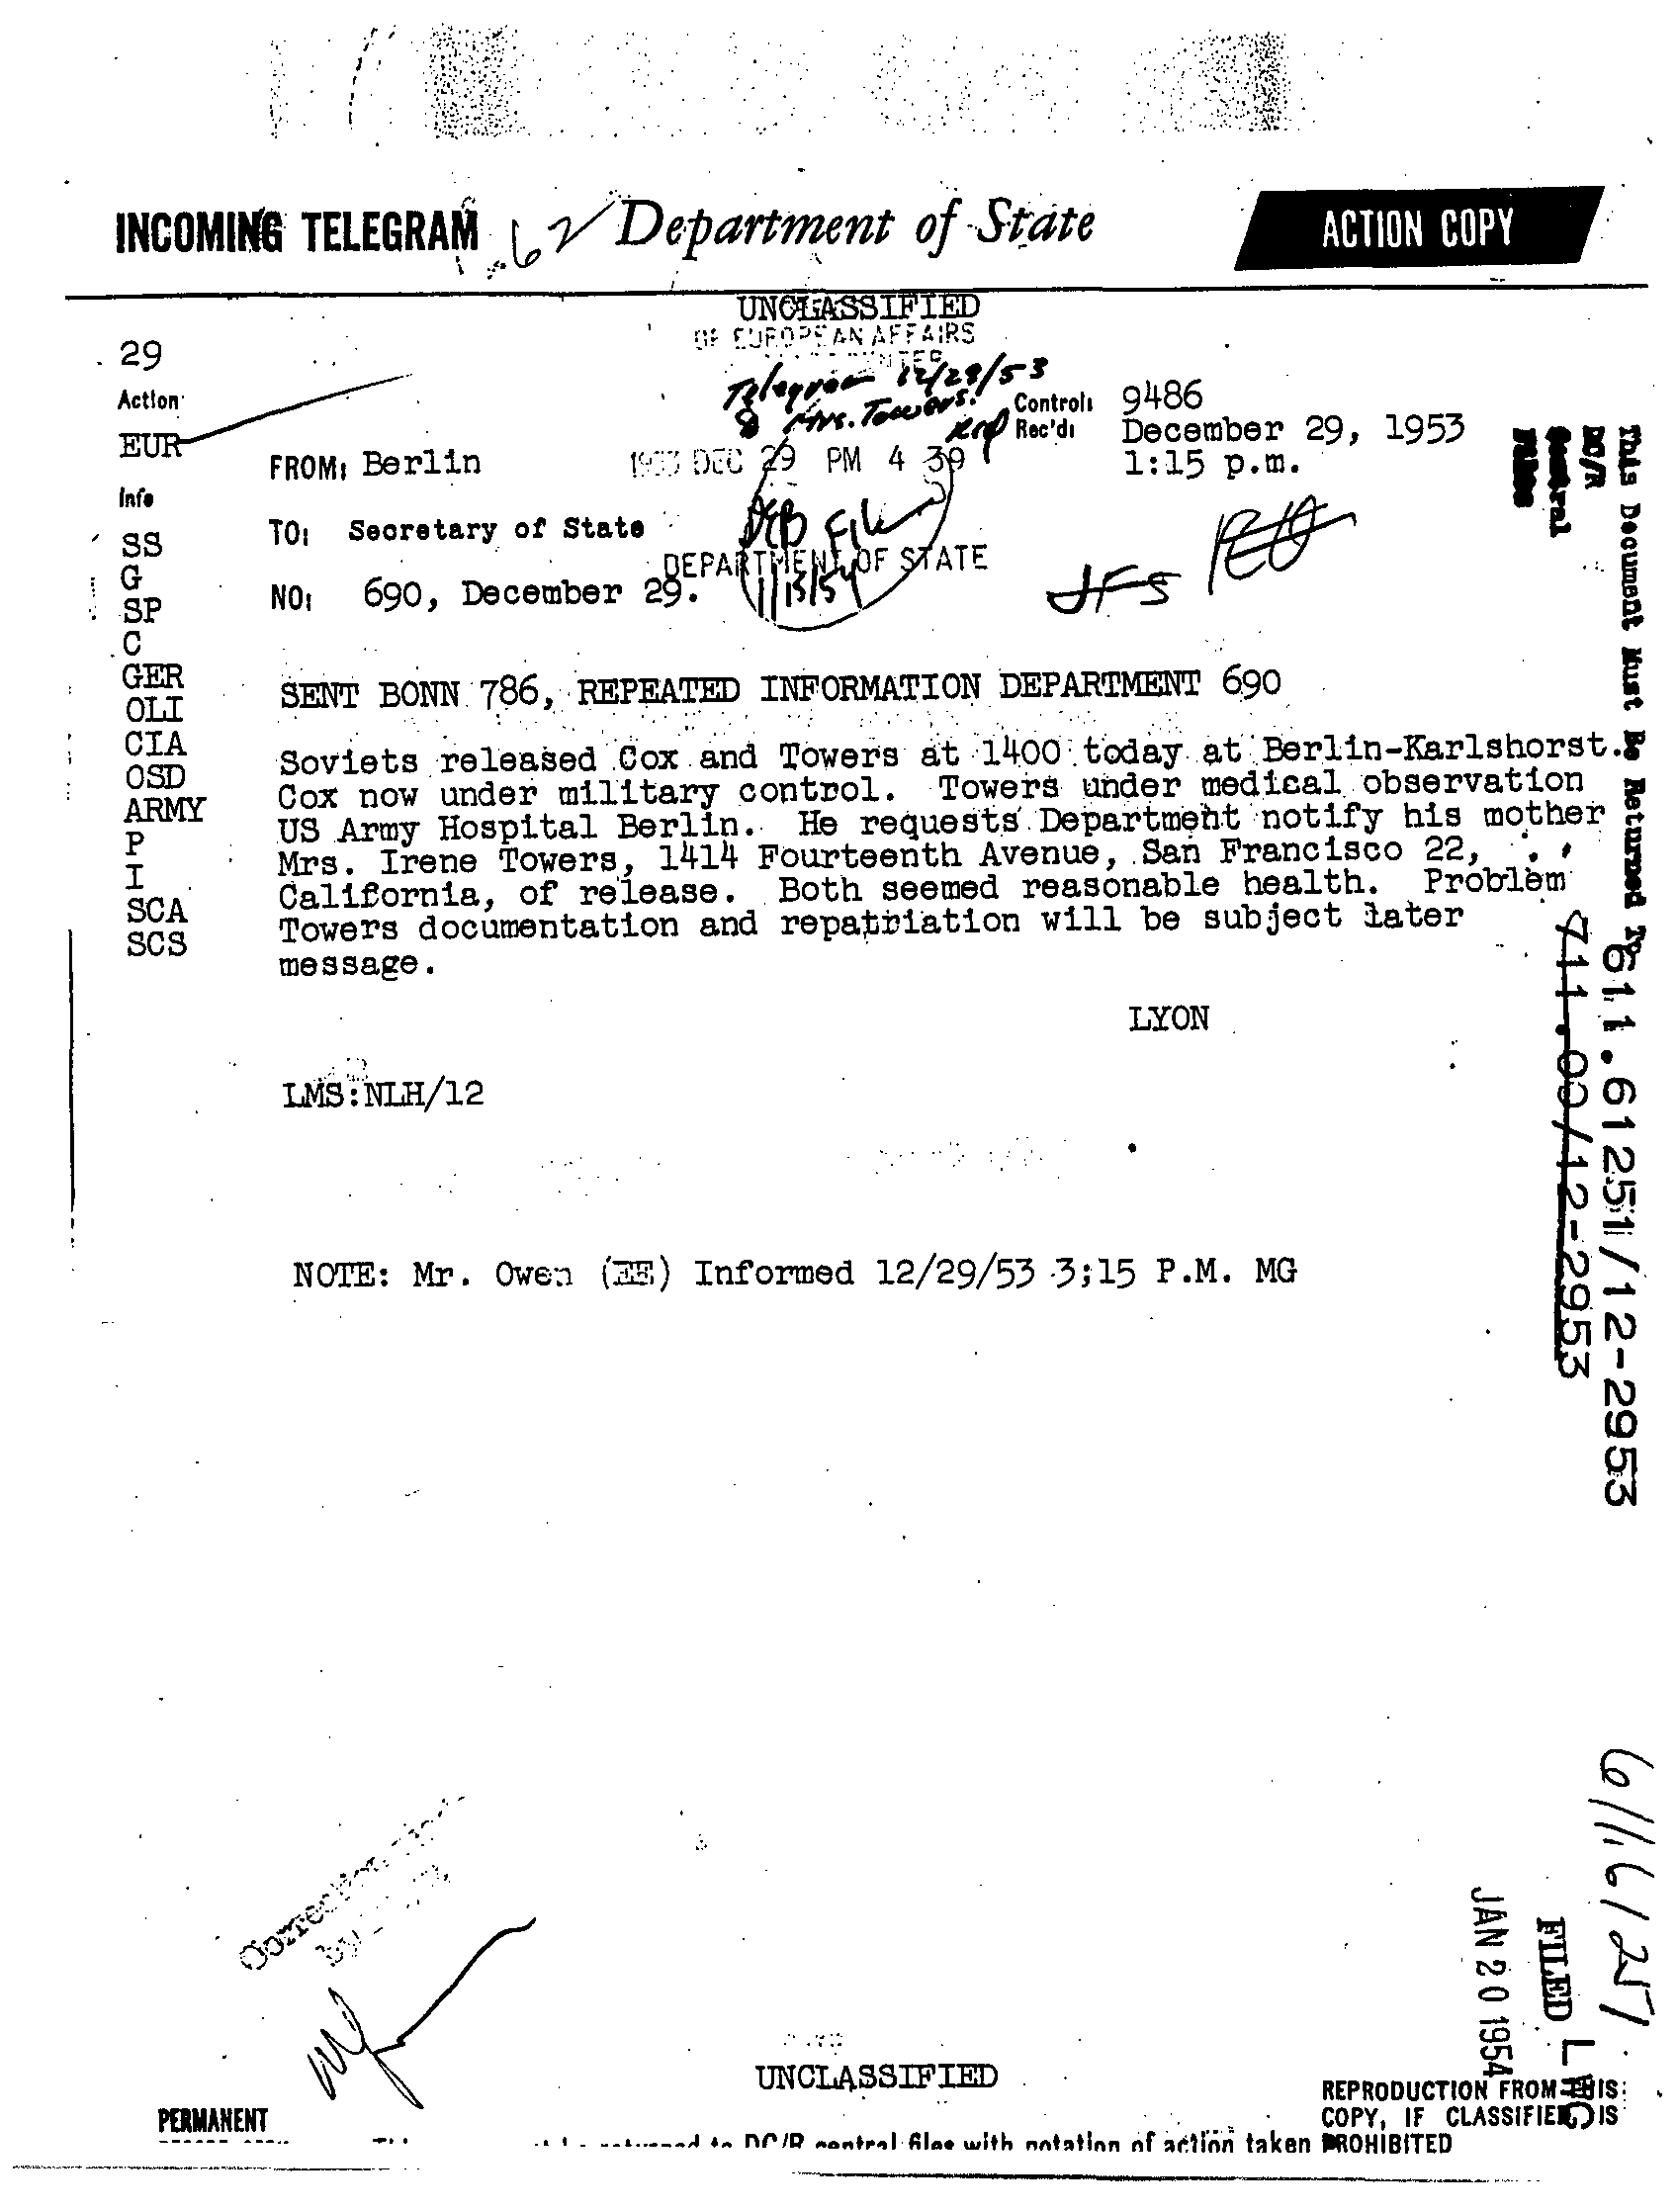 INCOMING TELEGRAM 62 Department of State ACTION COPY
UNCLASSIFIED
OF EUROPEAN AFFAIRS
Telegram 12/29/53
Mrs. Towers.
29
Action
EUR
Info
SS
G
SP
C
GER
OLI
CIA
OSD
ARMY
P
I
SCA
SCS
Control: 9486
Rec'd: December 29, 1953
1:15 p.m.
FROM: Berlin
1953 DEC 29 PM 4 39
TO: Secretary of State
File
DEPARTMENT OF STATE
1/13/54
JFS
NO: 690, December 29.
SENT BONN 786, REPEATED INFORMATION DEPARTMENT 690
Soviets released Cox and Towers at 1400 today at Berlin-Karlshorst.
Cox now under military control. Towers under medical observation
US Army Hospital Berlin. He requests Department notify his mother
Mrs. Irene Towers, 1414 Fourteenth Avenue, San Francisco 22,
California, of release. Both seemed reasonable health. Problem
Towers documentation and repatriation will be subject later
message.
LYON
LMS:NLH/12
NOTE: Mr. Owen (EE) Informed 12/29/53 3;15 P.M. MG
This Document Must Be Returned To
DC/R
Central
Files
611.61251/12-2953
711.00/12-2953
611.61251
FILED
JAN 20 1954
UNCLASSIFIED
PERMANENT
returned to DC/R central files with notation of action taken
REPRODUCTION FROM THIS
COPY, IF CLASSIFIED, IS
PROHIBITED